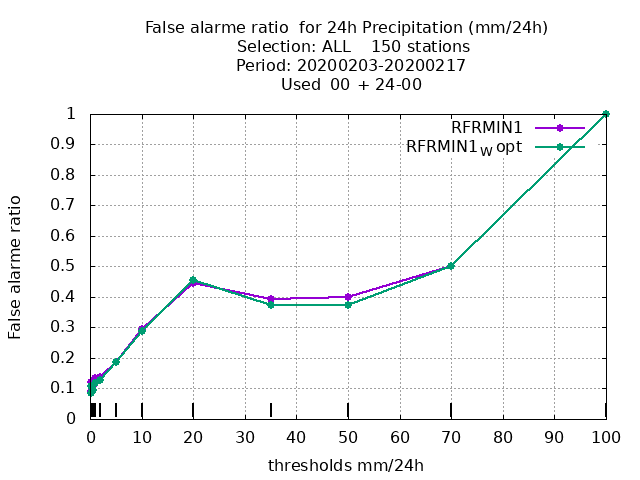 False alarme ratio  for 24h Precipitation (mm/24h)
Selection: ALL    150 stations
Period: 20200203-20200217
Used  00 + 24-00
RFRMIN1
RFRMIN1W opt
False alarme ratio
1
0.9
0.8
0.7
0.6
0.5
0.4
0.3
0.2
0.1
0
0 10 20 30 40 50 60 70 80 90 100
thresholds mm/24h